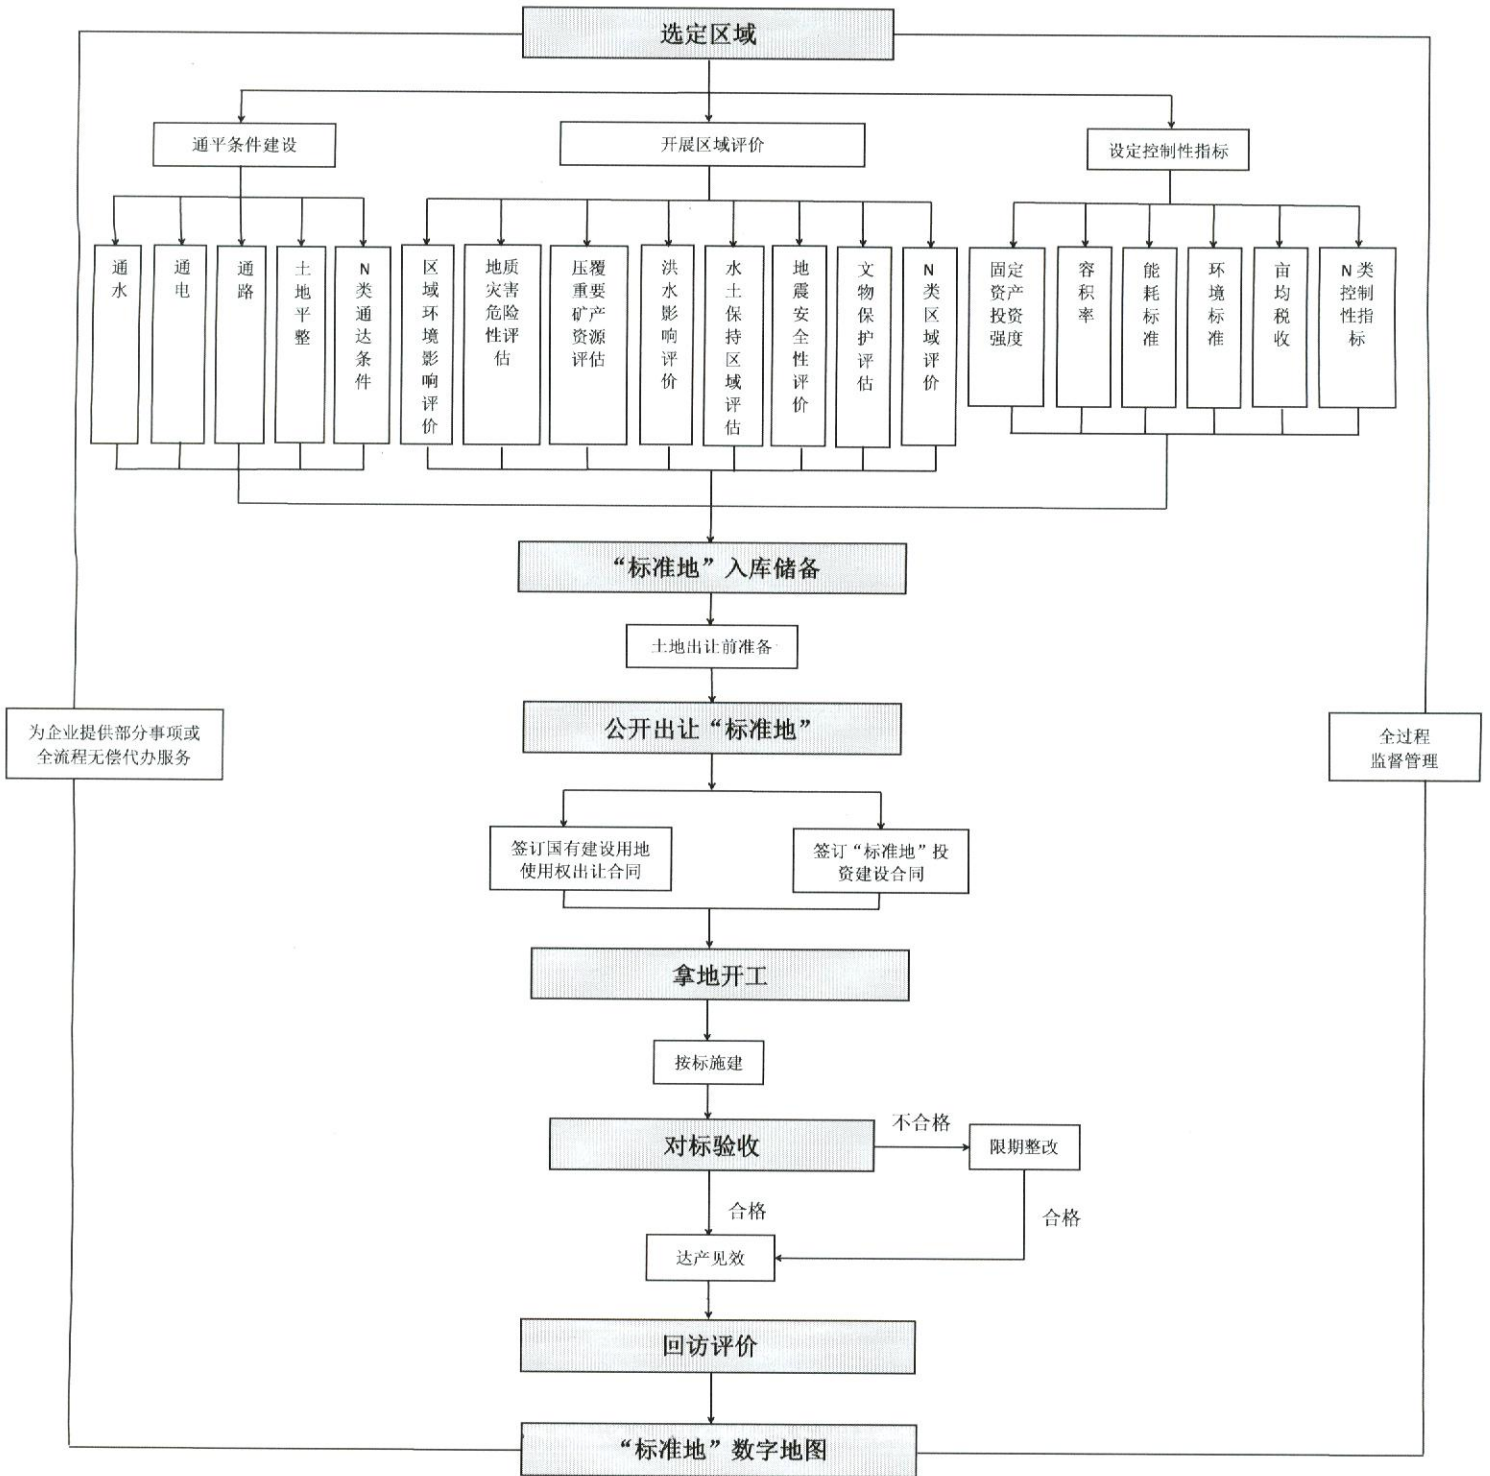 选定区域
通平条件建设
开展区域评价
设定控制性指标
通水
通电
通路
土地平整
N类通达条件
区域环境影响评价
地质灾害危险性评估
压覆重要矿产资源评估
洪水影响评价
水土保持区域评估
地震安全性评价
文物保护评估
N类区域评价
固定资产投资强度
容积率
能耗标准
环境标准
亩均税收
N类控制性指标
“标准地”入库储备
土地出让前准备
公开出让“标准地”
为企业提供部分事项或
全流程无偿代办服务
全过程
监督管理
签订国有建设用地
使用权出让合同
签订“标准地”投
资建设合同
拿地开工
按标施建
对标验收
不合格
限期整改
合格
合格
达产见效
回访评价
“标准地”数字地图